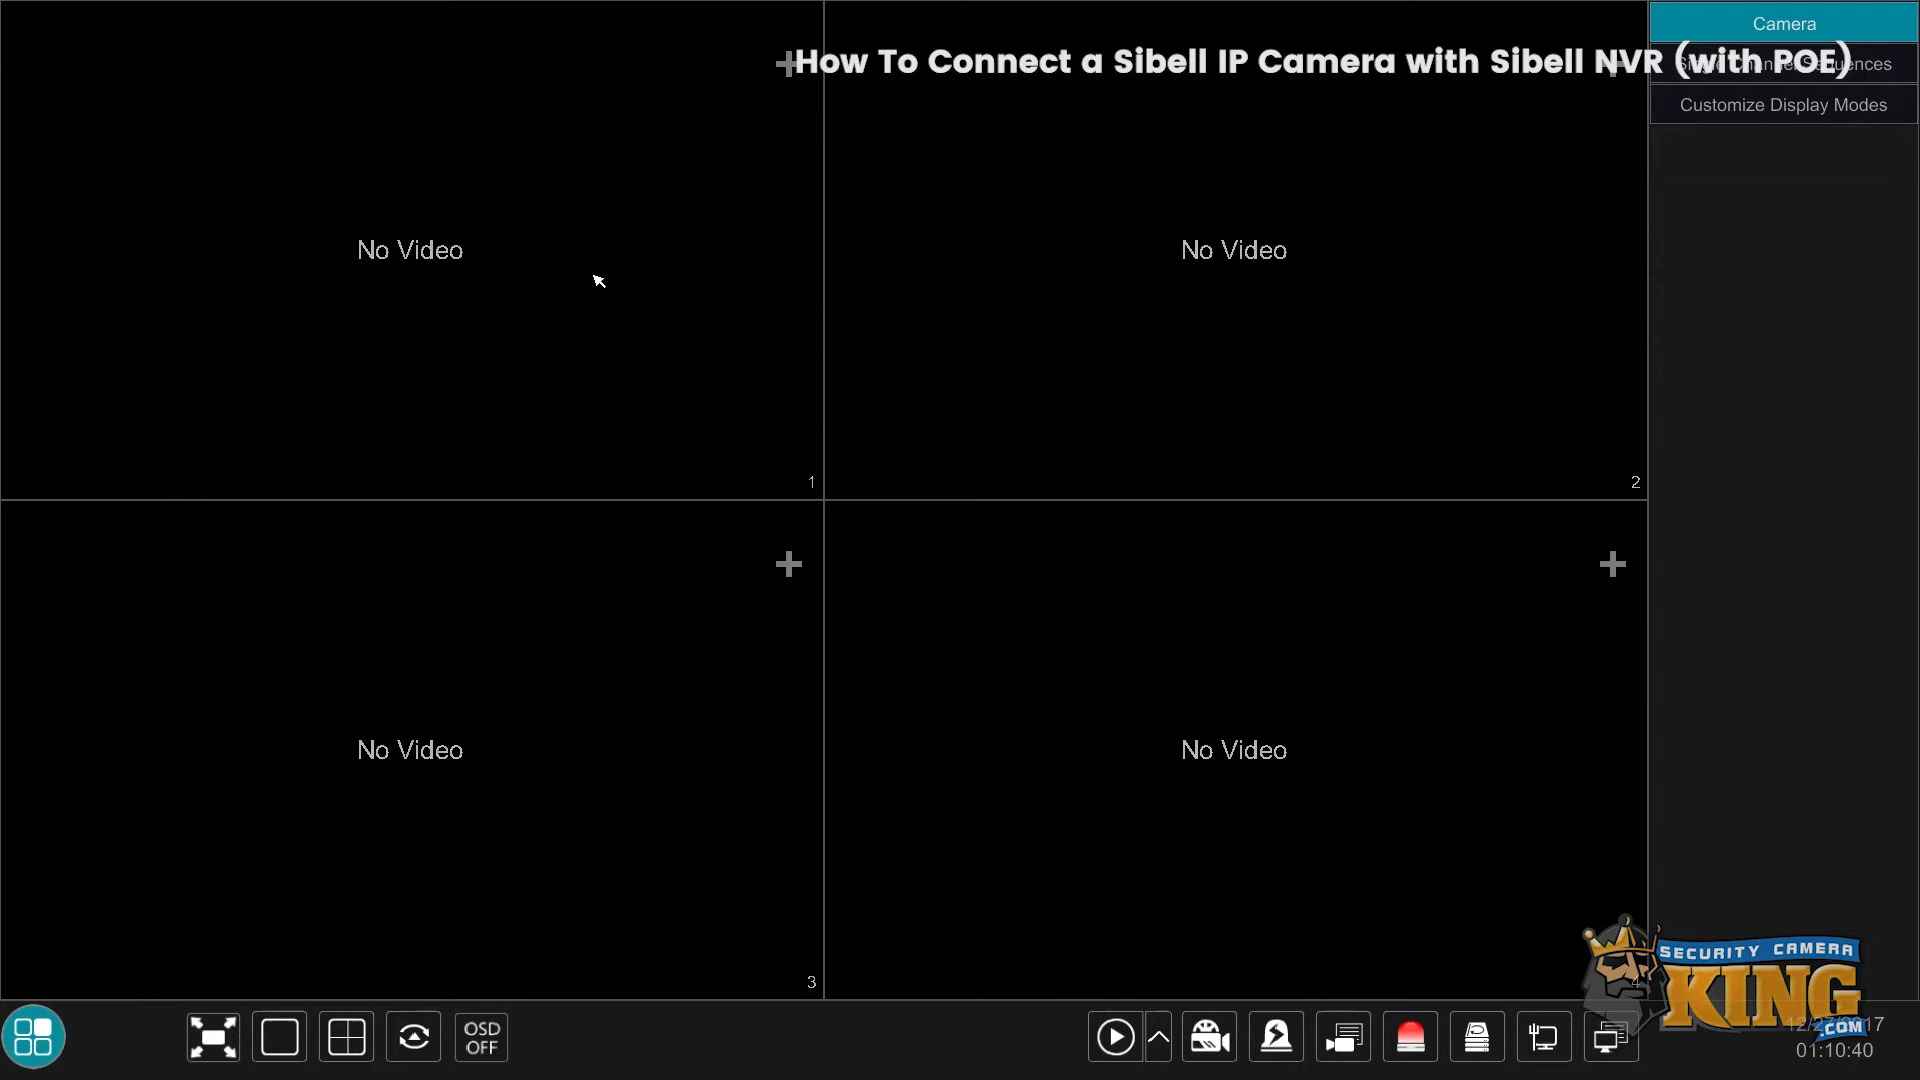 Camera
How To Connect a Sibell IP Camera with Sibell NVR (with POE)
Customize Display Modes
No Video
No Video
1
2
No Video
No Video
3
4
SECURITY CAMERA
KING
.COM
OSD
OFF
01:10:40